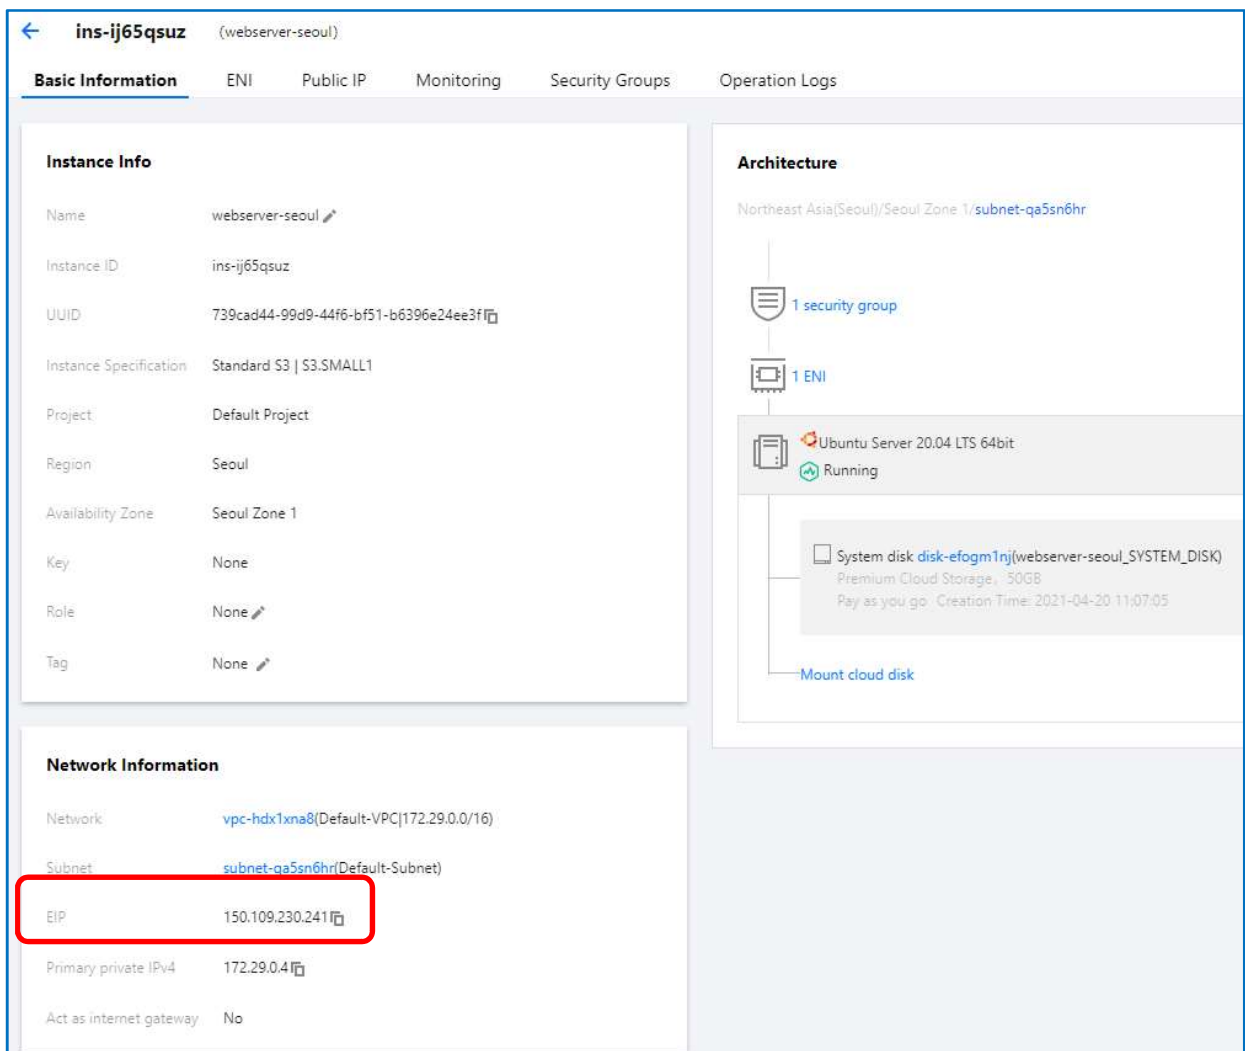 ins-ij65qsuz (webserver-seoul)
Basic Information ENI Public IP Monitoring Security Groups Operation Logs
Instance Info
Name webserver-seoul
Instance ID ins-ij65qsuz
UUID 739cad44-99d9-44f6-bf51-b6396e24ee3f
Instance Specification Standard S3 | S3.SMALL1
Project Default Project
Region Seoul
Availability Zone Seoul Zone 1
Key None
Role None
Tag None
Network Information
Network vpc-hdx1xna8(Default-VPC|172.29.0.0/16)
Subnet subnet-qa5sn6hr(Default-Subnet)
EIP 150.109.230.241
Primary private IPv4 172.29.0.4
Act as internet gateway No
Architecture
Northeast Asia(Seoul)/Seoul Zone 1/subnet-qa5sn6hr
1 security group
1 ENI
Ubuntu Server 20.04 LTS 64bit
Running
System disk disk-efogm1nj(webserver-seoul_SYSTEM_DISK)
Premium Cloud Storage, 50GB
Pay as you go Creation Time: 2021-04-20 11:07:05
Mount cloud disk